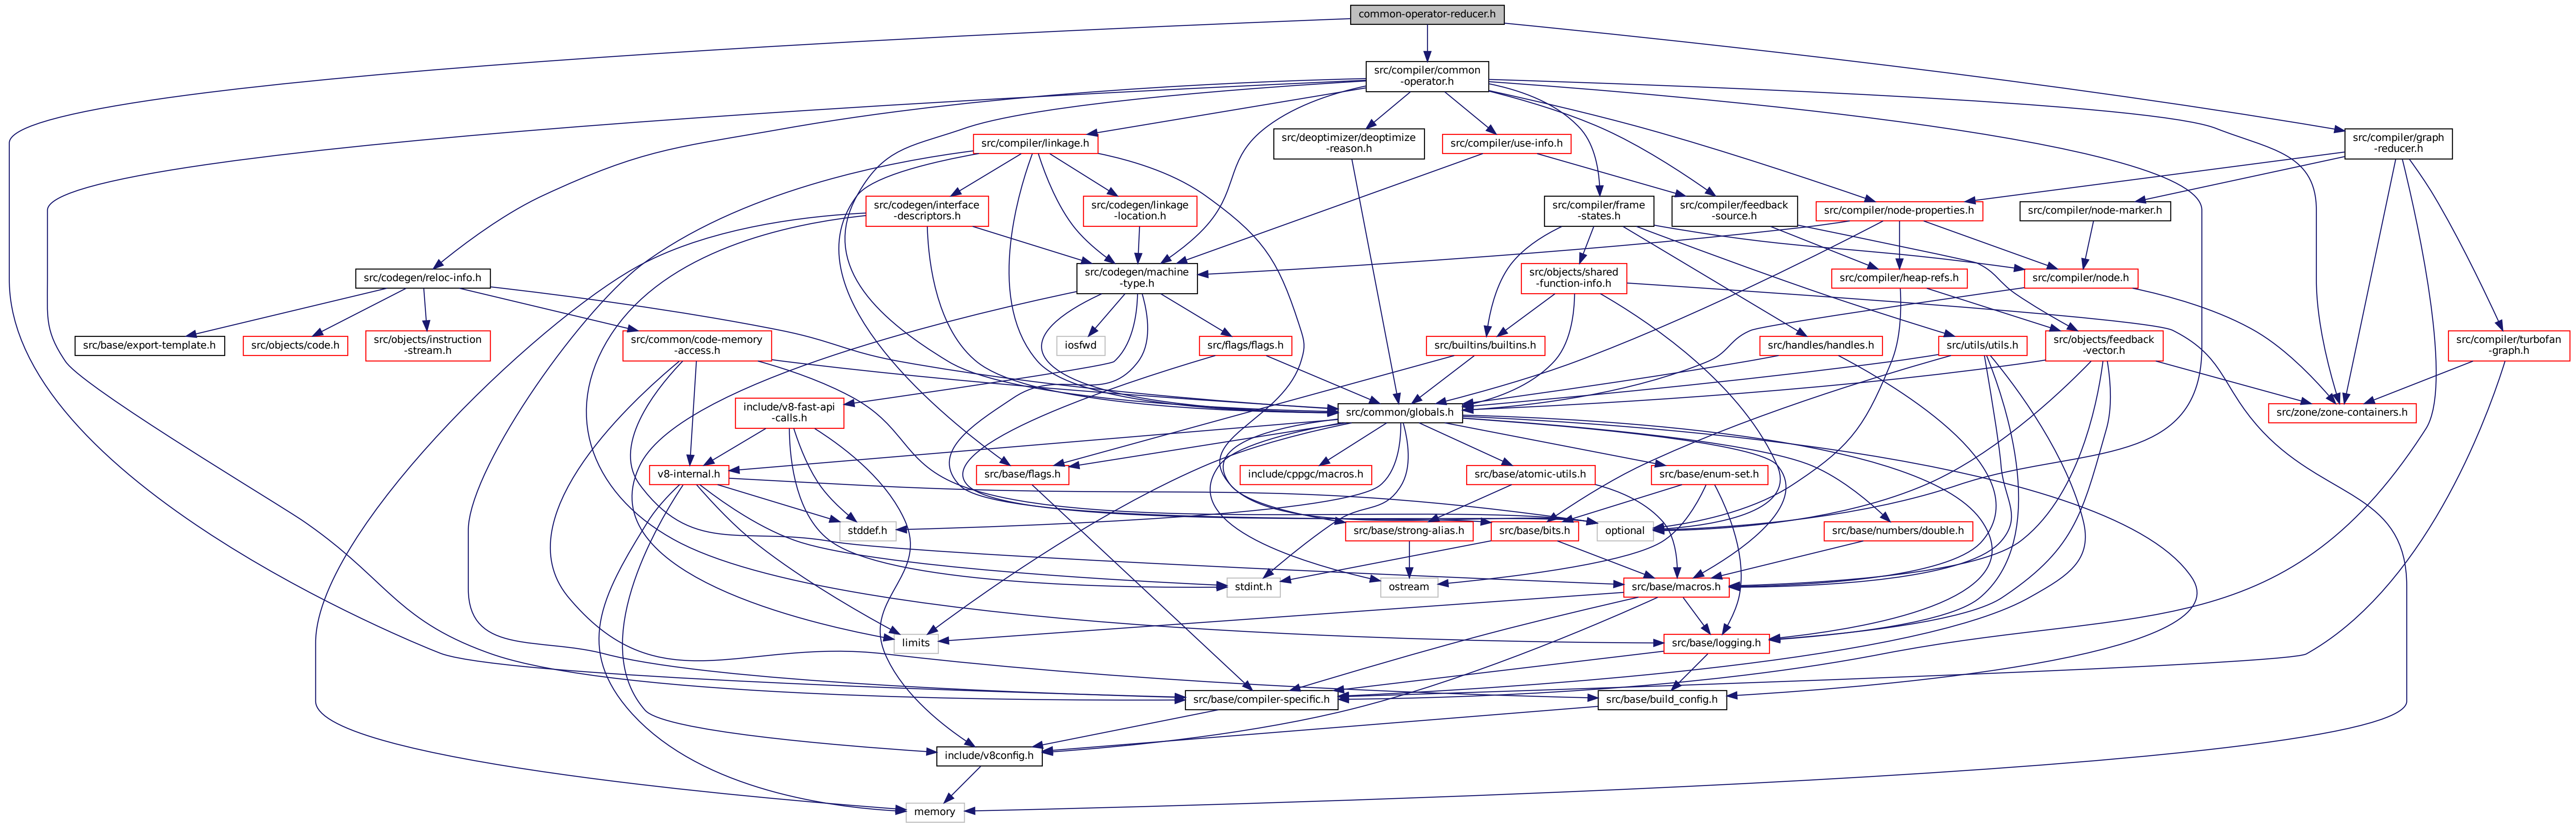 common-operator-reducer.h
src/compiler/common
-operator.h
src/compiler/linkage.h
src/deoptimizer/deoptimize
-reason.h
src/compiler/use-info.h
src/compiler/graph
-reducer.h
src/codegen/interface
-descriptors.h
src/codegen/linkage
-location.h
src/compiler/frame
-states.h
src/compiler/feedback
-source.h
src/compiler/node-properties.h
src/compiler/node-marker.h
src/codegen/reloc-info.h
src/codegen/machine
-type.h
src/objects/shared
-function-info.h
src/compiler/heap-refs.h
src/compiler/node.h
src/base/export-template.h
src/objects/code.h
src/objects/instruction
-stream.h
src/common/code-memory
-access.h
iosfwd
src/flags/flags.h
src/builtins/builtins.h
src/handles/handles.h
src/utils/utils.h
src/objects/feedback
-vector.h
src/compiler/turbofan
-graph.h
include/v8-fast-api
-calls.h
src/common/globals.h
src/zone/zone-containers.h
v8-internal.h
src/base/flags.h
include/cppgc/macros.h
src/base/atomic-utils.h
src/base/enum-set.h
stddef.h
src/base/strong-alias.h
src/base/bits.h
optional
src/base/numbers/double.h
stdint.h
ostream
src/base/macros.h
limits
src/base/logging.h
src/base/compiler-specific.h
src/base/build_config.h
include/v8config.h
memory